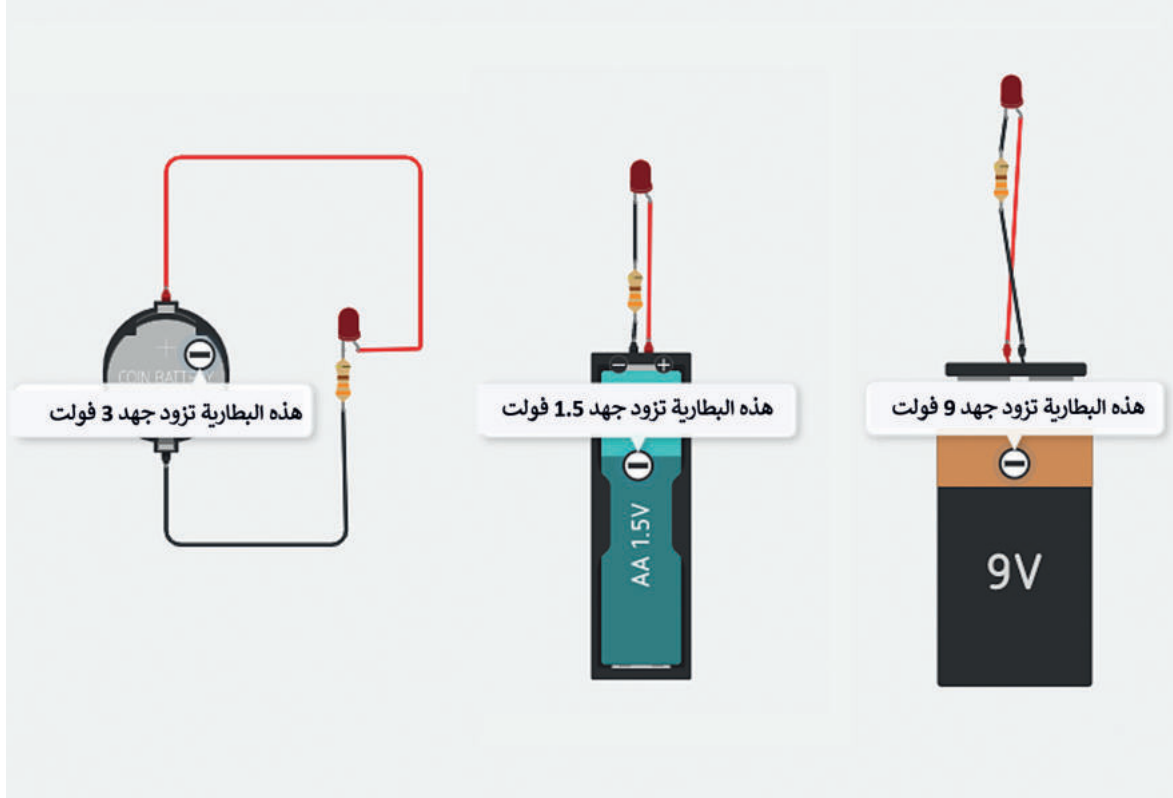 هذه البطارية تزود جهد 9 فولت
9V
هذه البطارية تزود جهد 1.5 فولت
AA 1.5V
COIN BATTERY
هذه البطارية تزود جهد 3 فولت